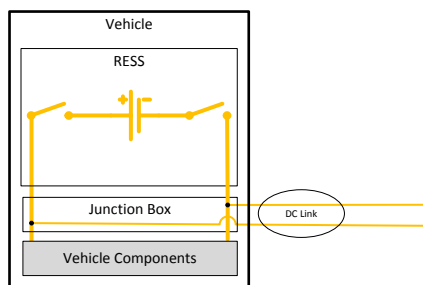 Vehicle
RESS
+ -
Junction Box
DC Link
Vehicle Components